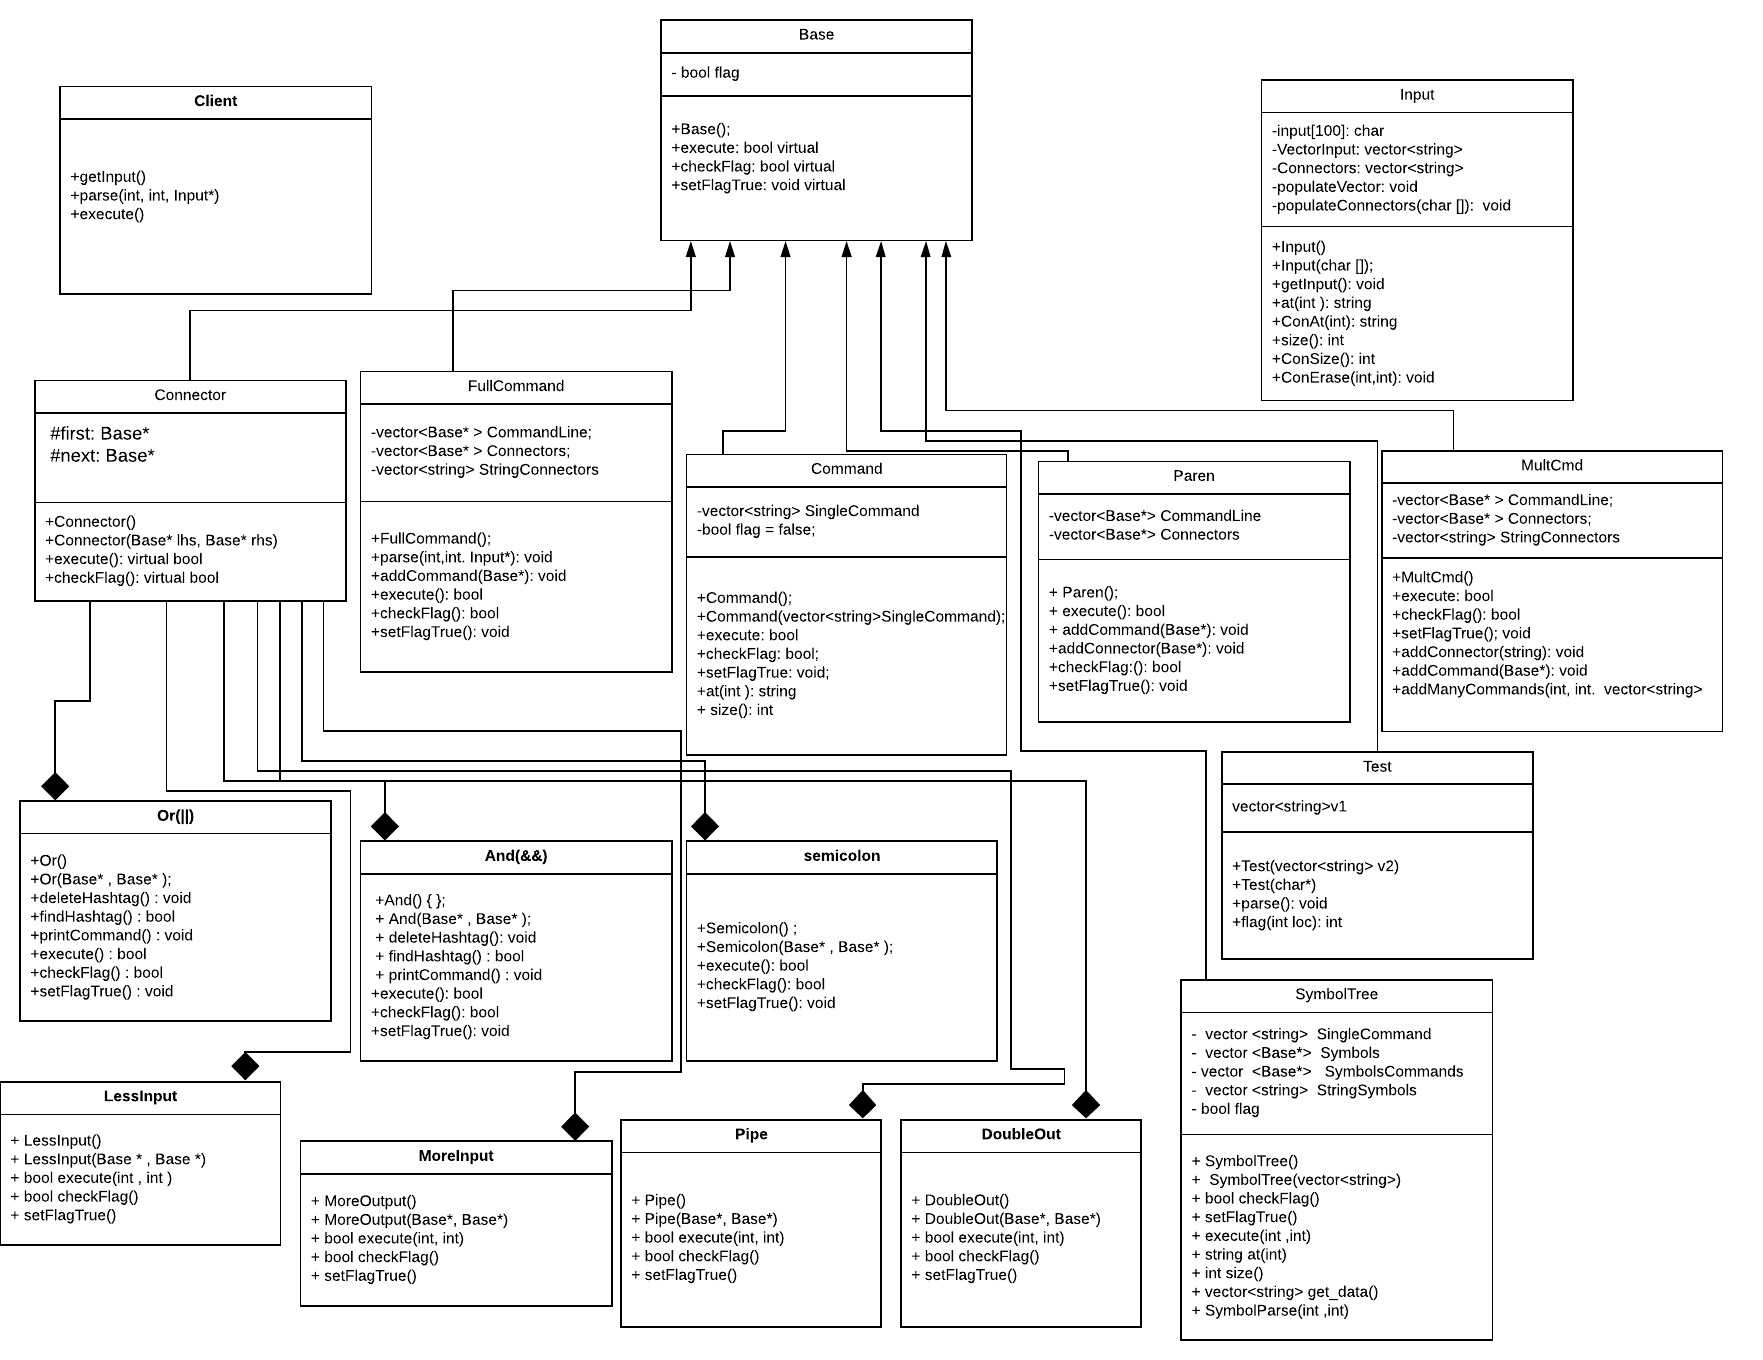 Base
- bool flag
+Base();
+execute: bool virtual
+checkFlag: bool virtual
+setFlagTrue: void virtual
Client
+getInput()
+parse(int, int, Input*)
+execute()
Input
-input[100]: char
-VectorInput: vector<string>
-Connectors: vector<string>
-populateVector: void
-populateConnectors(char []):  void
+Input()
+Input(char []);
+getInput(): void
+at(int ): string
+ConAt(int): string
+size(): int
+ConSize(): int
+ConErase(int,int): void
Connector
#first: Base*
#next: Base*
+Connector()
+Connector(Base* lhs, Base* rhs)
+execute(): virtual bool
+checkFlag(): virtual bool
FullCommand
-vector<Base* > CommandLine;
-vector<Base* > Connectors;
-vector<string> StringConnectors
+FullCommand();
+parse(int,int. Input*): void
+addCommand(Base*): void
+execute(): bool
+checkFlag(): bool
+setFlagTrue(): void
Command
-vector<string> SingleCommand
-bool flag = false;
+Command();
+Command(vector<string>SingleCommand);
+execute: bool
+checkFlag: bool;
+setFlagTrue: void;
+at(int ): string
+ size(): int
Paren
-vector<Base*> CommandLine
-vector<Base*> Connectors
+ Paren();
+ execute(): bool
+ addCommand(Base*): void
+addConnector(Base*): void
+checkFlag:(): bool
+setFlagTrue(): void
MultCmd
-vector<Base* > CommandLine;
-vector<Base* > Connectors;
-vector<string> StringConnectors
+MultCmd()
+execute: bool
+checkFlag(): bool
+setFlagTrue(); void
+addConnector(string): void
+addCommand(Base*): void
+addManyCommands(int, int.  vector<string>
Test
vector<string>v1
+Test(vector<string> v2)
+Test(char*)
+parse(): void
+flag(int loc): int
Or(||)
+Or()
+Or(Base* , Base* );
+deleteHashtag() : void
+findHashtag() : bool
+printCommand() : void
+execute() : bool
+checkFlag() : bool
+setFlagTrue() : void
And(&&)
+And() { };
+ And(Base* , Base* );
+ deleteHashtag(): void
+ findHashtag() : bool
+ printCommand() : void
+execute(): bool
+checkFlag(): bool
+setFlagTrue(): void
semicolon
+Semicolon() ;
+Semicolon(Base* , Base* );
+execute(): bool
+checkFlag(): bool
+setFlagTrue(): void
SymbolTree
-  vector <string>  SingleCommand
-  vector <Base*>  Symbols
- vector  <Base*>   SymbolsCommands
-  vector <string>  StringSymbols
- bool flag
+ SymbolTree()
+  SymbolTree(vector<string>)
+ bool checkFlag()
+ setFlagTrue()
+ execute(int ,int)
+ string at(int)
+ int size()
+ vector<string> get_data()
+ SymbolParse(int ,int)
LessInput
+ LessInput()
+ LessInput(Base * , Base *)
+ bool execute(int , int )
+ bool checkFlag()
+ setFlagTrue()
MoreInput
+ MoreOutput()
+ MoreOutput(Base*, Base*)
+ bool execute(int, int)
+ bool checkFlag()
+ setFlagTrue()
Pipe
+ Pipe()
+ Pipe(Base*, Base*)
+ bool execute(int, int)
+ bool checkFlag()
+ setFlagTrue()
DoubleOut
+ DoubleOut()
+ DoubleOut(Base*, Base*)
+ bool execute(int, int)
+ bool checkFlag()
+ setFlagTrue()